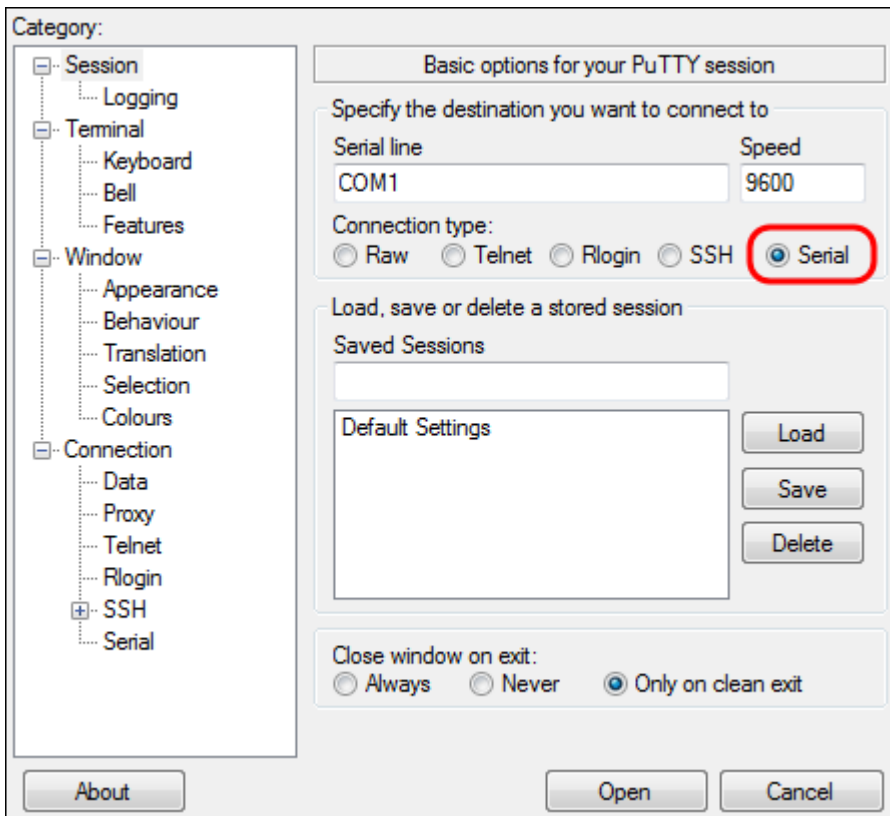 Category:
Session
Logging
Terminal
Keyboard
Bell
Features
Window
Appearance
Behaviour
Translation
Selection
Colours
Connection
Data
Proxy
Telnet
Rlogin
SSH
Serial
Basic options for your PuTTY session
Specify the destination you want to connect to
Serial line Speed
COM1 9600
Connection type:
Raw Telnet Rlogin SSH Serial
Load, save or delete a stored session
Saved Sessions
Default Settings
Load
Save
Delete
Close window on exit:
Always Never Only on clean exit
About Open Cancel